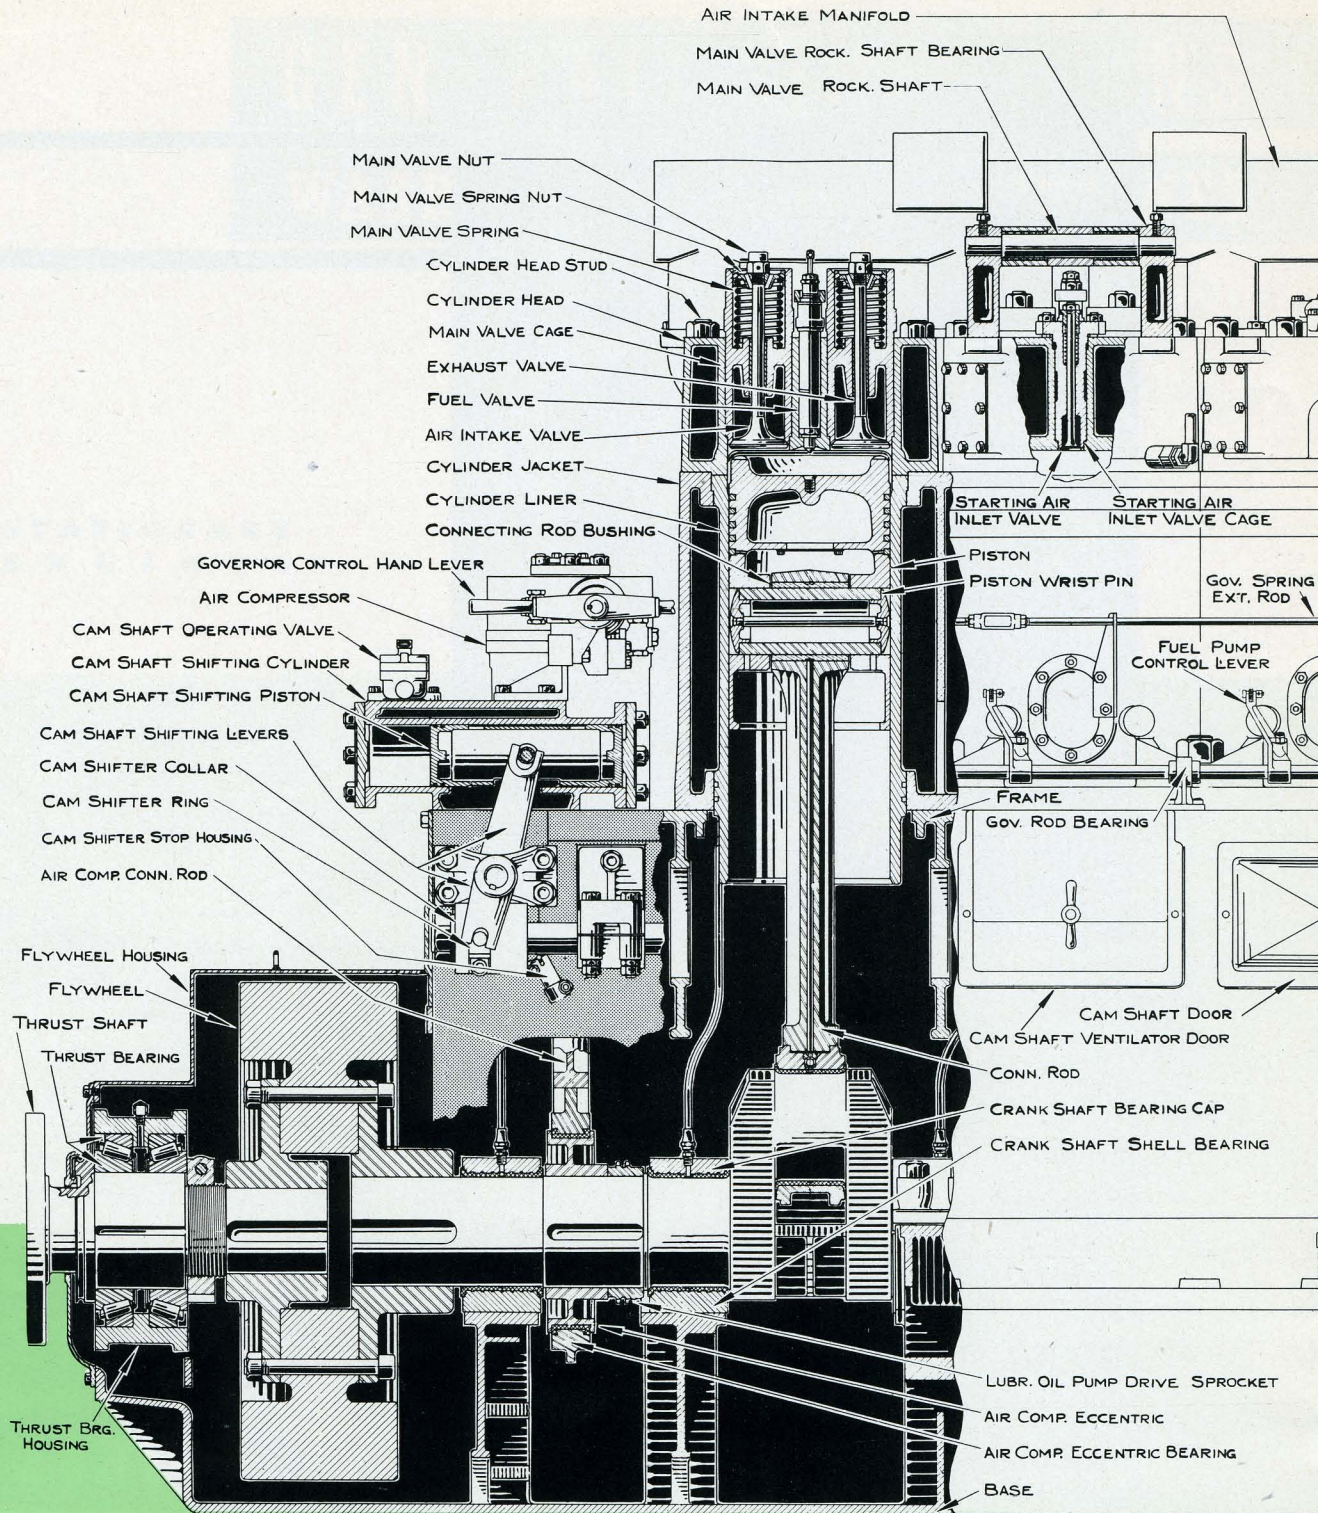 AIR INTAKE MANIFOLD
MAIN VALVE ROCK. SHAFT BEARING
MAIN VALVE ROCK. SHAFT
MAIN VALVE NUT
MAIN VALVE SPRING NUT
MAIN VALVE SPRING
CYLINDER HEAD STUD
CYLINDER HEAD
MAIN VALVE CAGE
EXHAUST VALVE
FUEL VALVE
AIR INTAKE VALVE
CYLINDER JACKET
CYLINDER LINER
CONNECTING ROD BUSHING
STARTING AIR
INLET VALVE
STARTING AIR
INLET VALVE CAGE
PISTON
PISTON WRIST PIN
GOV. SPRING
EXT. ROD
FUEL PUMP
CONTROL LEVER
GOVERNOR CONTROL HAND LEVER
AIR COMPRESSOR
CAM SHAFT OPERATING VALVE
CAM SHAFT SHIFTING CYLINDER
CAM SHAFT SHIFTING PISTON
CAM SHAFT SHIFTING LEVERS
CAM SHIFTER COLLAR
CAM SHIFTER RING
CAM SHIFTER STOP HOUSING
AIR COMP. CONN. ROD
FRAME
GOV. ROD BEARING
FLYWHEEL HOUSING
FLYWHEEL
THRUST SHAFT
THRUST BEARING
CAM SHAFT DOOR
CAM SHAFT VENTILATOR DOOR
CONN. ROD
CRANK SHAFT BEARING CAP
CRANK SHAFT SHELL BEARING
THRUST BRG.
HOUSING
LUBR. OIL PUMP DRIVE SPROCKET
AIR COMP. ECCENTRIC
AIR COMP. ECCENTRIC BEARING
BASE